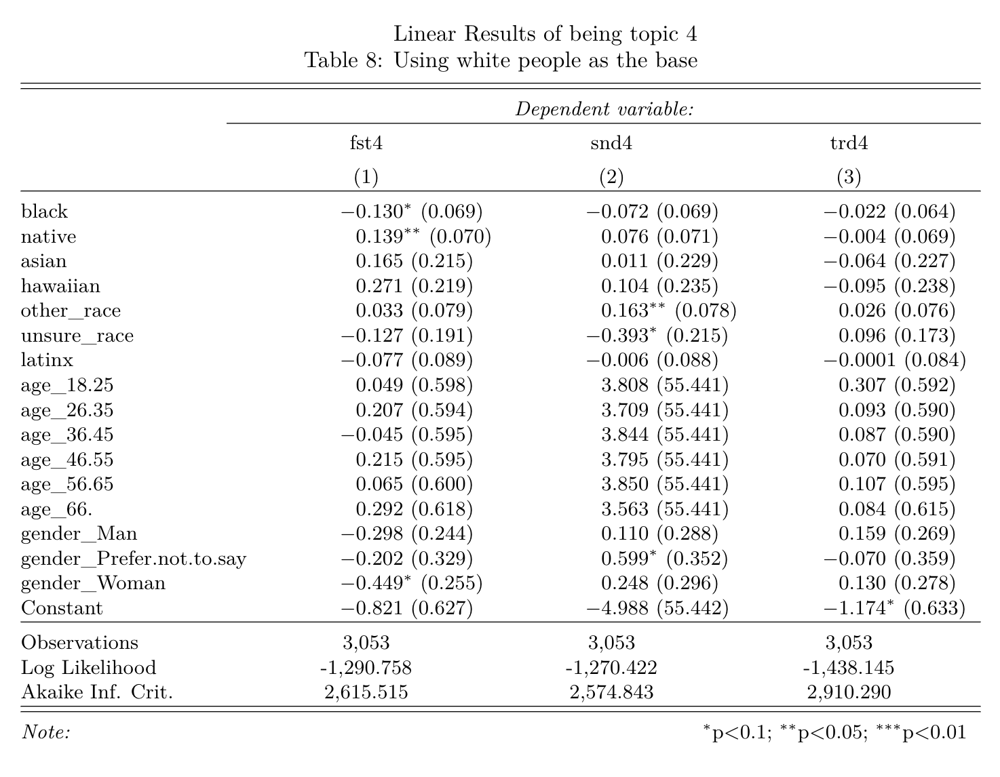 Linear Results of being topic 4
Table 8: Using white people as the base
Dependent variable:
fst4 snd4 trd4
(1) (2) (3)
black −0.130* (0.069) −0.072 (0.069) −0.022 (0.064)
native 0.139** (0.070) 0.076 (0.071) −0.004 (0.069)
asian 0.165 (0.215) 0.011 (0.229) −0.064 (0.227)
hawaiian 0.271 (0.219) 0.104 (0.235) −0.095 (0.238)
other_race 0.033 (0.079) 0.163** (0.078) 0.026 (0.076)
unsure_race −0.127 (0.191) −0.393* (0.215) 0.096 (0.173)
latinx −0.077 (0.089) −0.006 (0.088) −0.0001 (0.084)
age_18.25 0.049 (0.598) 3.808 (55.441) 0.307 (0.592)
age_26.35 0.207 (0.594) 3.709 (55.441) 0.093 (0.590)
age_36.45 −0.045 (0.595) 3.844 (55.441) 0.087 (0.590)
age_46.55 0.215 (0.595) 3.795 (55.441) 0.070 (0.591)
age_56.65 0.065 (0.600) 3.850 (55.441) 0.107 (0.595)
age_66. 0.292 (0.618) 3.563 (55.441) 0.084 (0.615)
gender_Man −0.298 (0.244) 0.110 (0.288) 0.159 (0.269)
gender_Prefer.not.to.say −0.202 (0.329) 0.599* (0.352) −0.070 (0.359)
gender_Woman −0.449* (0.255) 0.248 (0.296) 0.130 (0.278)
Constant −0.821 (0.627) −4.988 (55.442) −1.174* (0.633)
Observations 3,053 3,053 3,053
Log Likelihood -1,290.758 -1,270.422 -1,438.145
Akaike Inf. Crit. 2,615.515 2,574.843 2,910.290
Note: *p<0.1; **p<0.05; ***p<0.01